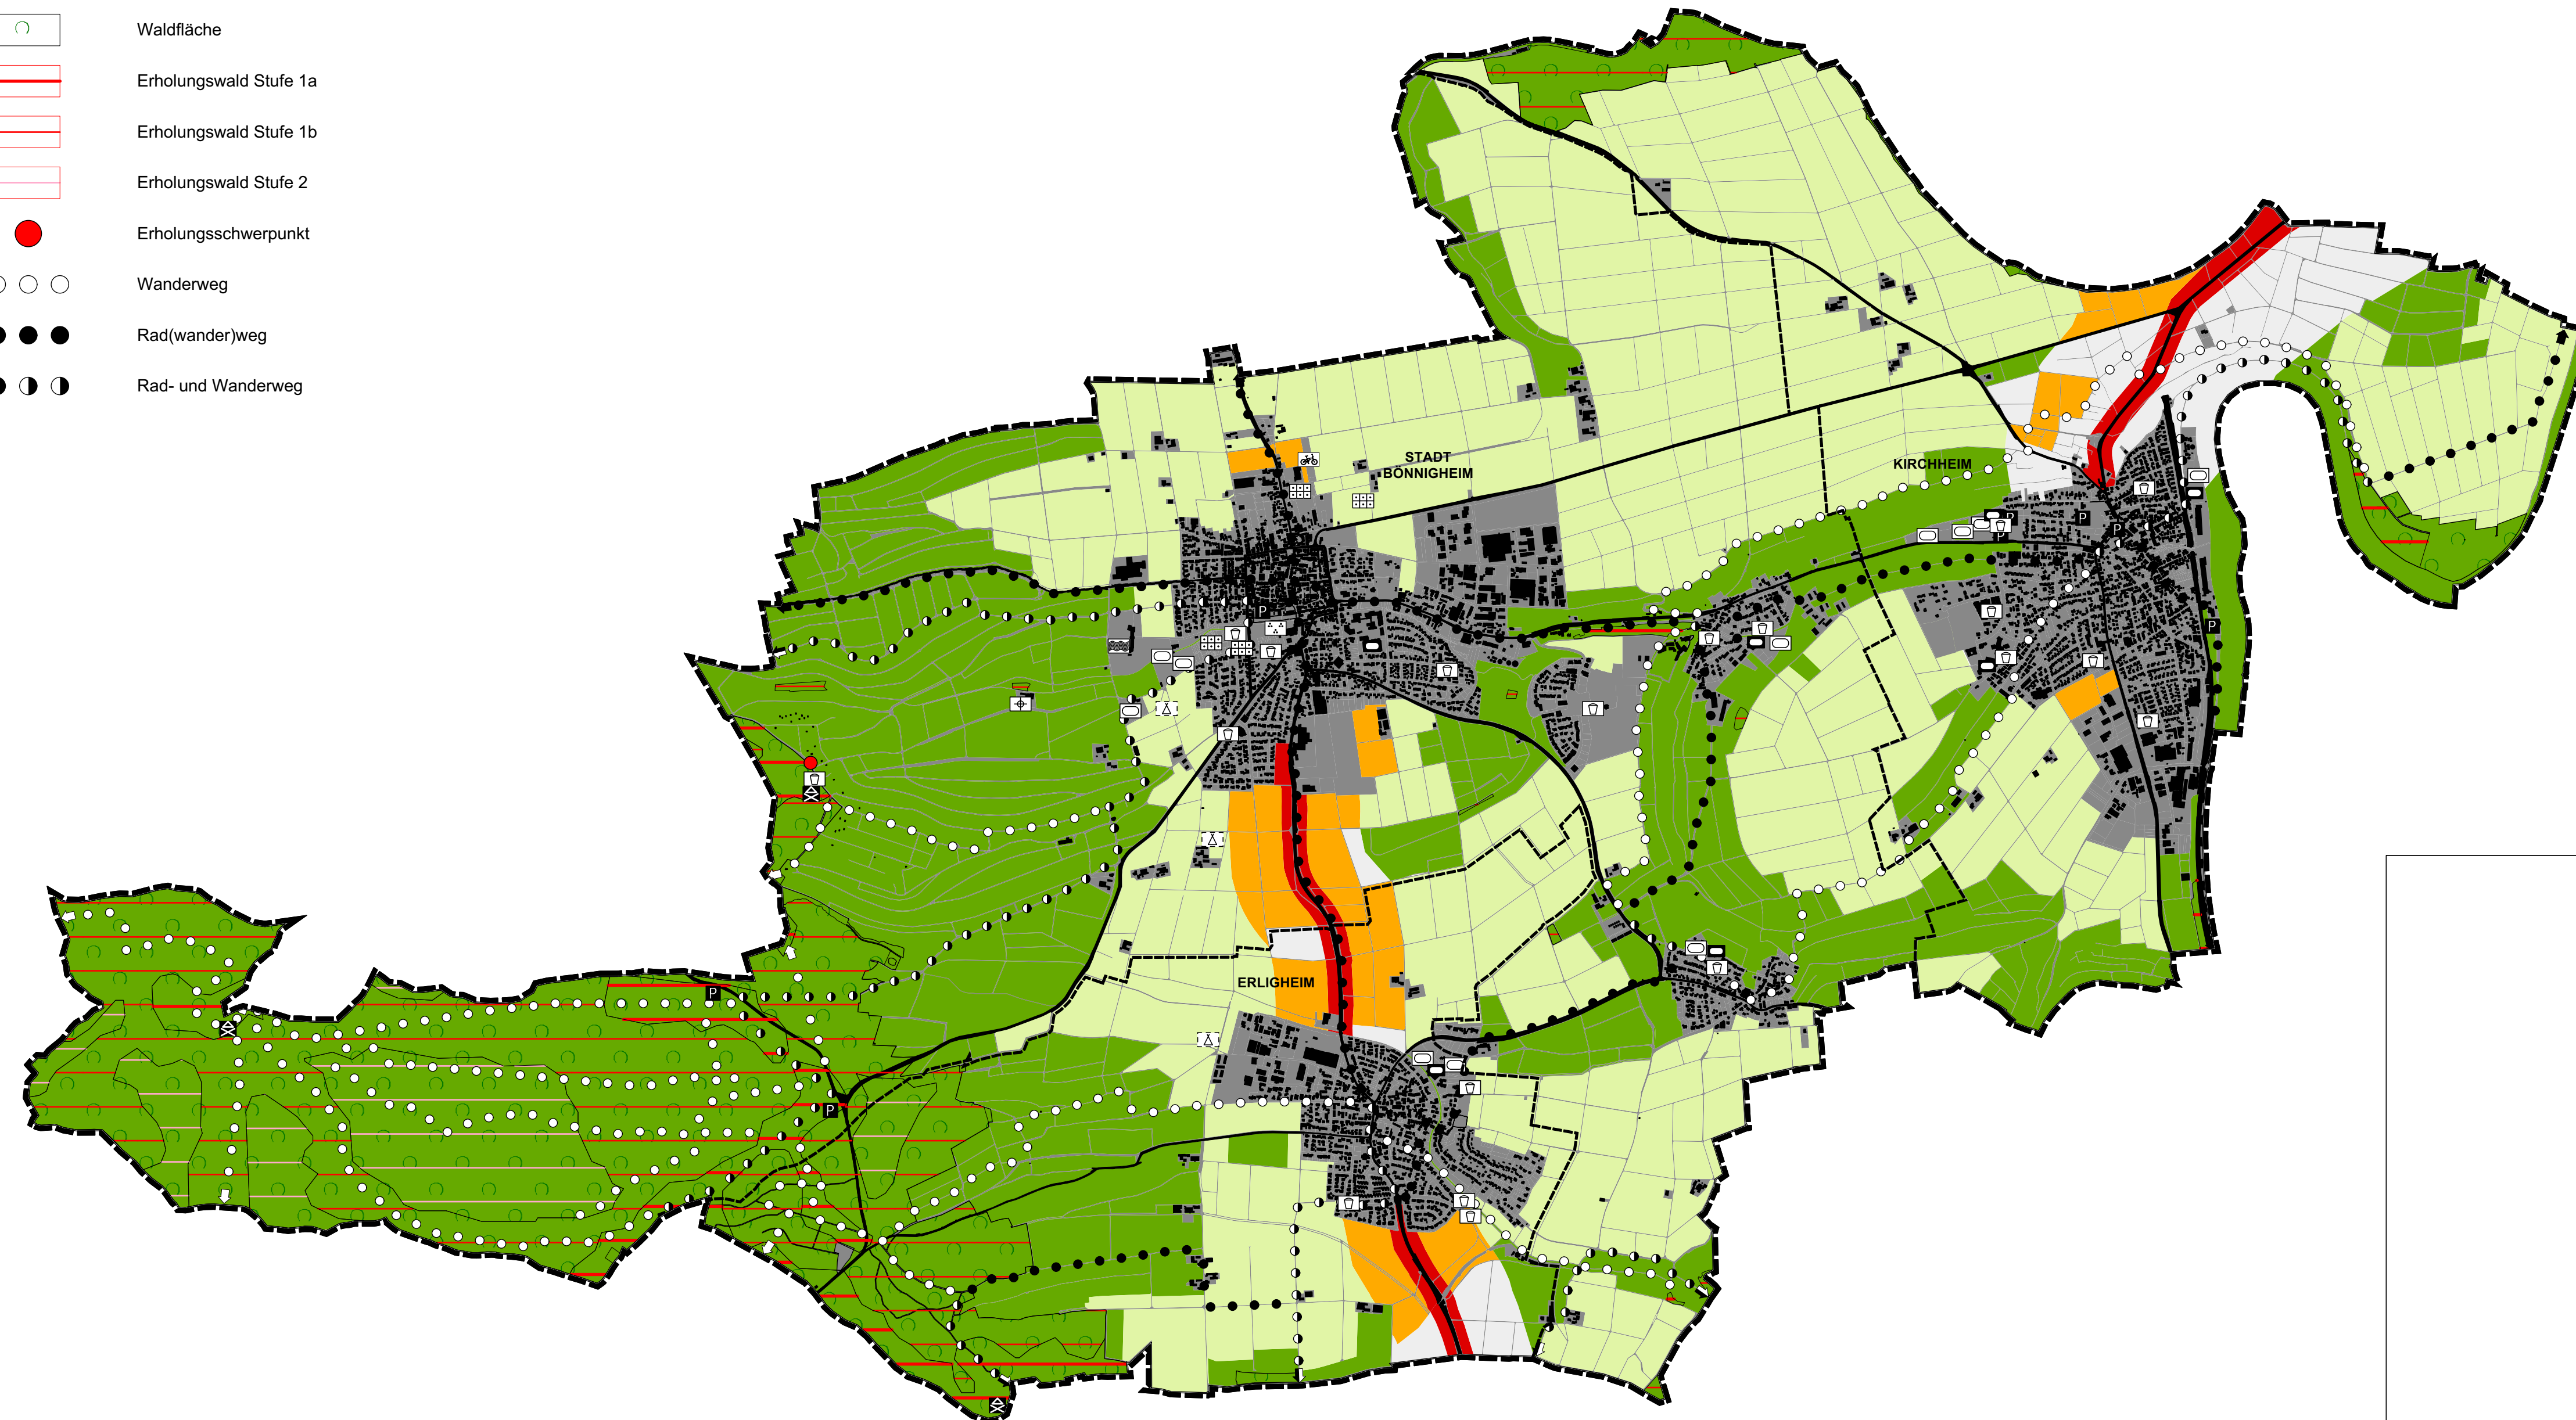 Waldfläche
Erholungswald Stufe 1a
Erholungswald Stufe 1b
Erholungswald Stufe 2
Erholungsschwerpunkt
Wanderweg
Rad(wander)weg
Rad- und Wanderweg
STADT
BÖNNIGHEIM
KIRCHHEIM
P
P
P
P
P
P
P
ERLIGHEIM
P
P